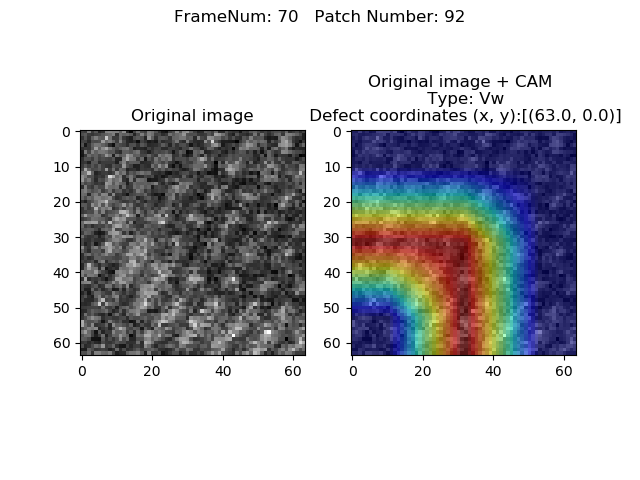 FrameNum: 70   Patch Number: 92
Original image
Original image + CAM
Type: Vw
Defect coordinates (x, y):[(63.0, 0.0)]
0
10
20
30
40
50
60
0 20 40 60
0
10
20
30
40
50
60
0 20 40 60